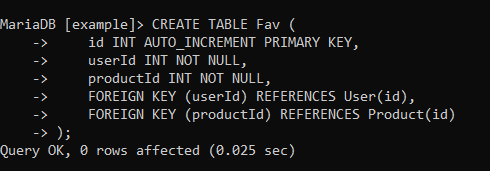 MariaDB [example]> CREATE TABLE Fav (
    ->     id INT AUTO_INCREMENT PRIMARY KEY,
    ->     userId INT NOT NULL,
    ->     productId INT NOT NULL,
    ->     FOREIGN KEY (userId) REFERENCES User(id),
    ->     FOREIGN KEY (productId) REFERENCES Product(id)
    -> );
Query OK, 0 rows affected (0.025 sec)